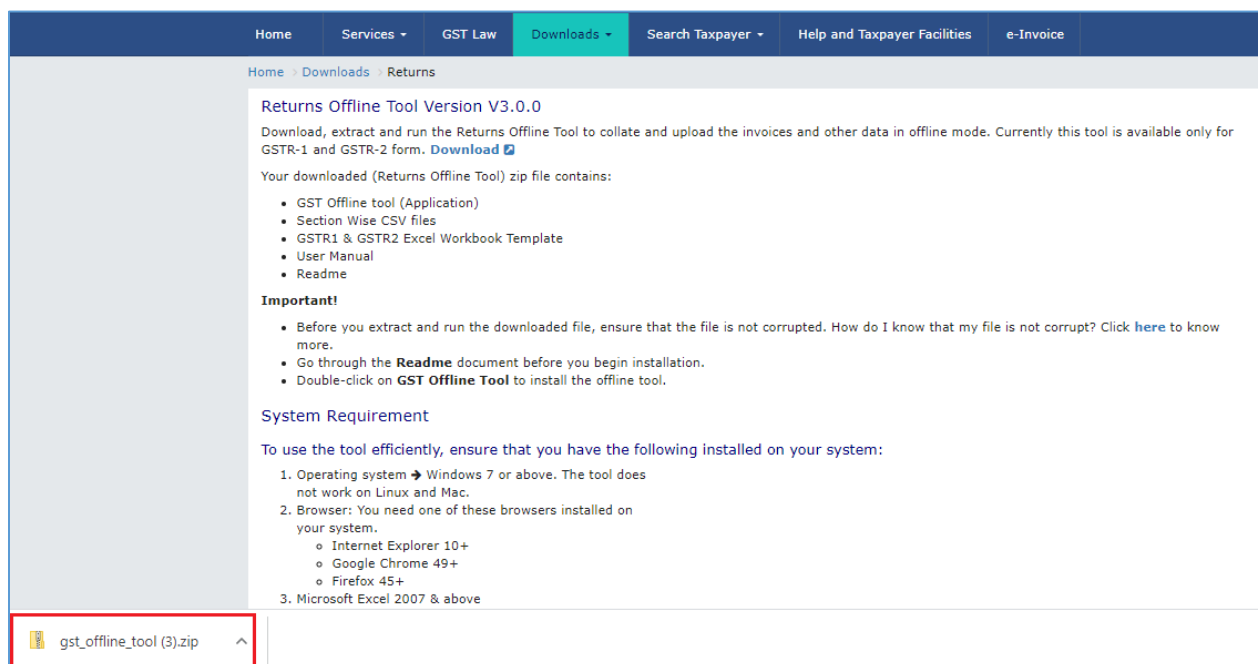 Home Services GST Law Downloads Search Taxpayer Help and Taxpayer Facilities e-Invoice
Home Downloads Returns
Returns Offline Tool Version V3.0.0
Download, extract and run the Returns Offline Tool to collate and upload the invoices and other data in offline mode. Currently this tool is available only for
GSTR-1 and GSTR-2 form. Download
Your downloaded (Returns Offline Tool) zip file contains:
GST Offline tool (Application)
Section Wise CSV files
GSTR1 & GSTR2 Excel Workbook Template
User Manual
Readme
Important!
Before you extract and run the downloaded file, ensure that the file is not corrupted. How do I know that my file is not corrupt? Click here to know
more.
Go through the Readme document before you begin installation.
Double-click on GST Offline Tool to install the offline tool.
System Requirement
To use the tool efficiently, ensure that you have the following installed on your system:
1. Operating system ➔ Windows 7 or above. The tool does
not work on Linux and Mac.
2. Browser: You need one of these browsers installed on
your system.
Internet Explorer 10+
Google Chrome 49+
Firefox 45+
3. Microsoft Excel 2007 & above
gst_offline_tool (3).zip